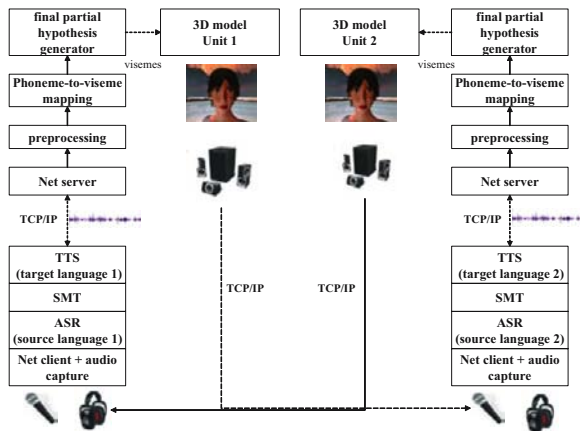 final partial
hypothesis
generator
visemes
Phoneme-to-viseme
mapping
preprocessing
Net server
TCP/IP
TTS
(target language 1)
SMT
ASR
(source language 1)
Net client + audio
capture
3D model
Unit 1
TCP/IP
3D model
Unit 2
TCP/IP
final partial
hypothesis
generator
visemes
Phoneme-to-viseme
mapping
preprocessing
Net server
TCP/IP
TTS
(target language 2)
SMT
ASR
(source language 2)
Net client + audio
capture